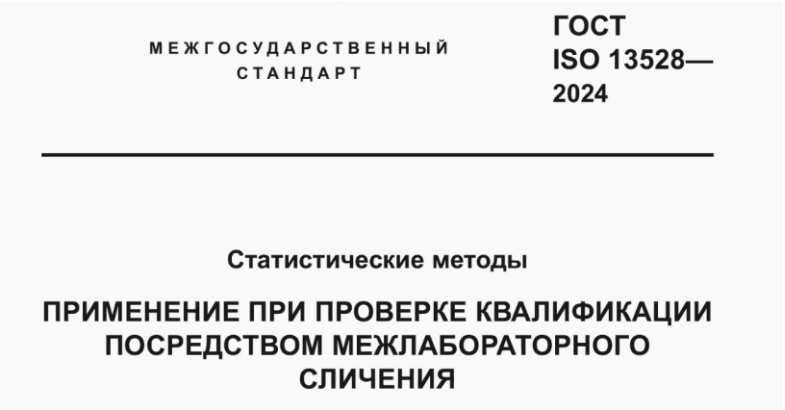 МЕЖГОСУДАРСТВЕННЫЙ
СТАНДАРТ
ГОСТ
ISO 13528—
2024
Статистические методы
ПРИМЕНЕНИЕ ПРИ ПРОВЕРКЕ КВАЛИФИКАЦИИ
ПОСРЕДСТВОМ МЕЖЛАБОРАТОРНОГО
СЛИЧЕНИЯ